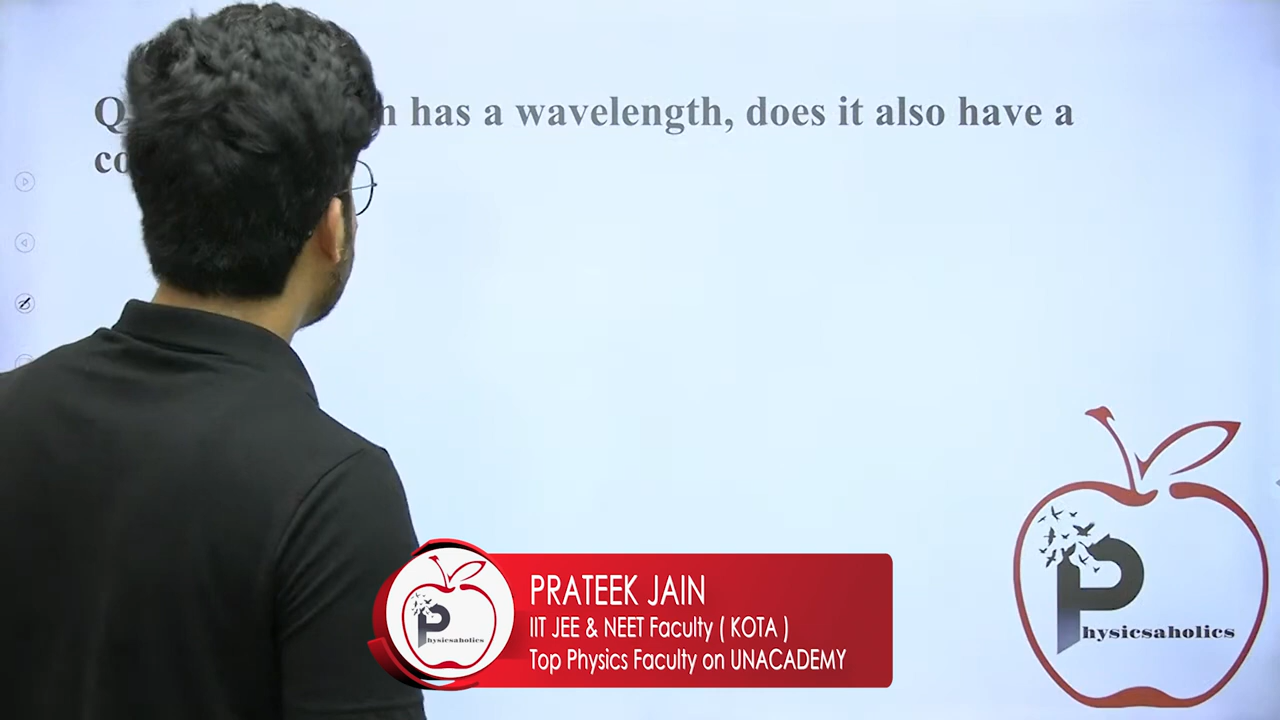 has a wavelength, does it also have a
PRATEEK JAIN
IIT JEE & NEET Faculty ( KOTA )
Top Physics Faculty on UNACADEMY
Physicsaholics
Physicsaholics